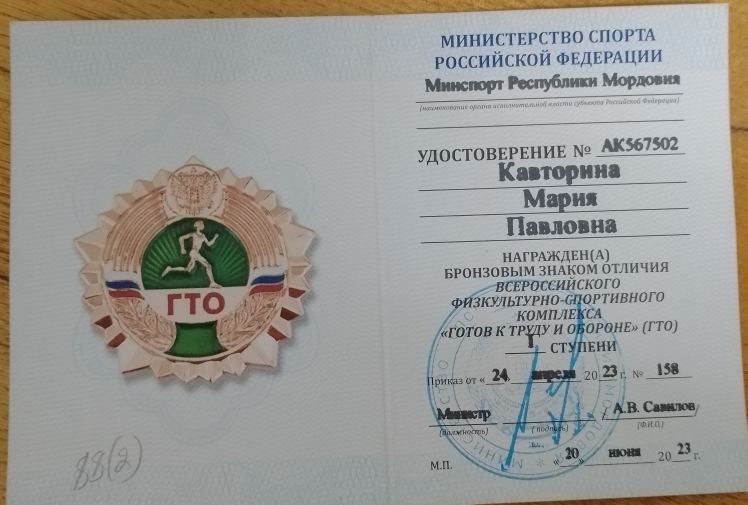 МИНИСТЕРСТВО СПОРТА
РОССИЙСКОЙ ФЕДЕРАЦИИ
Минспорт Республики Мордовия
(наименование органа исполнительной власти субъекта Российской Федерации)
УДОСТОВЕРЕНИЕ № АК567502
Кавторина
Мария
Павловна
НАГРАЖДЕН(А)
БРОНЗОВЫМ ЗНАКОМ ОТЛИЧИЯ
ВСЕРОССИЙСКОГО
ФИЗКУЛЬТУРНО-СПОРТИВНОГО
КОМПЛЕКСА
«ГОТОВ К ТРУДУ И ОБОРОНЕ» (ГТО)
I СТУПЕНИ
Приказ от «24» апреля 2023 г. № 158
Министр / А.В. Савилов/
(должность) (подпись) (Ф.И.О.)
М.П. «20» июня 2023 г.
ГТО
88(2)